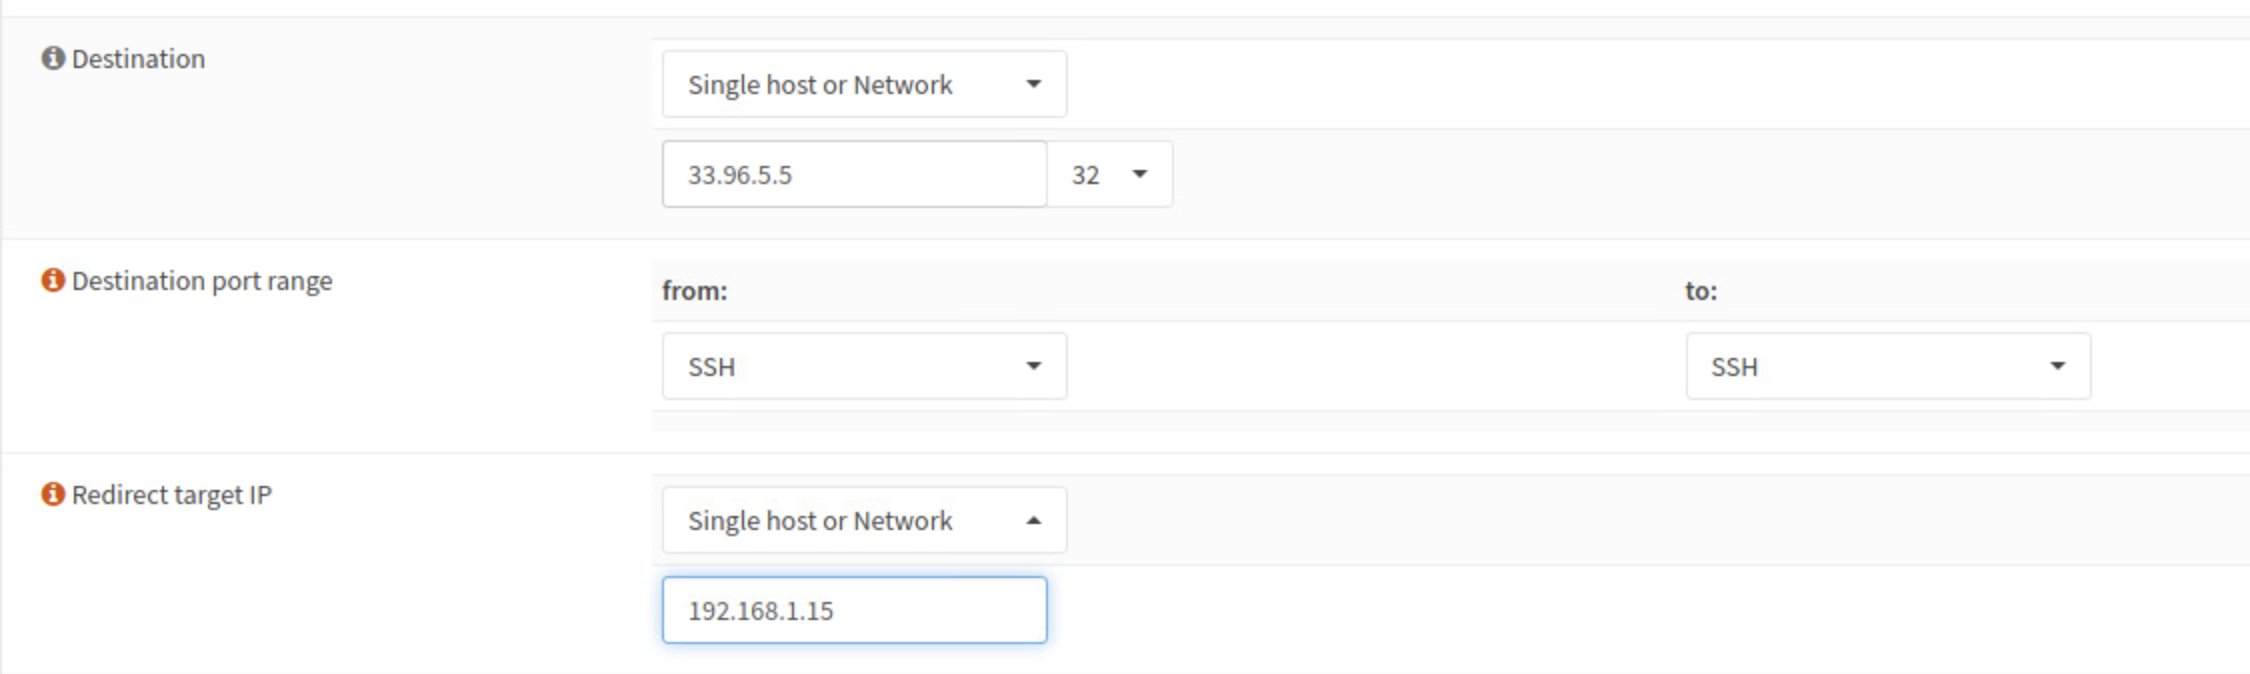 Destination
Single host or Network
33.96.5.5 32
Destination port range
from: to:
SSH SSH
Redirect target IP
Single host or Network
192.168.1.15